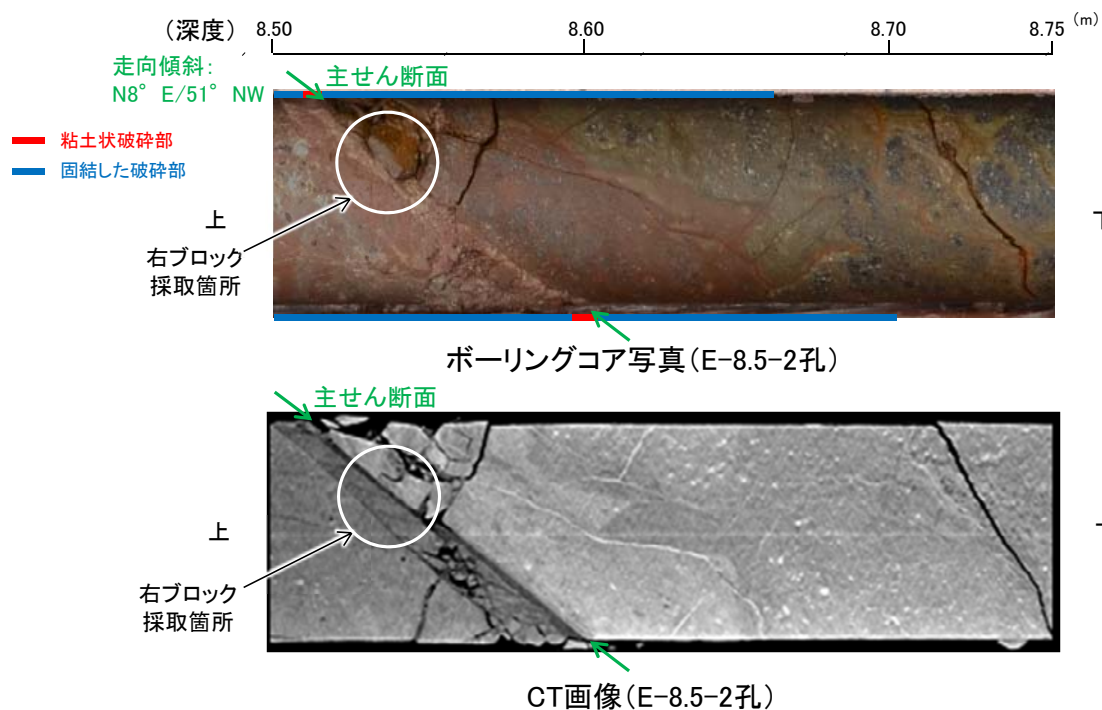 (深度)
8.50
8.60
8.70
8.75
(m)
走向傾斜:
N8° E/51° NW
主せん断面
粘土状破砕部
固結した破砕部
上
右ブロック
採取箇所
ボーリングコア写真(E-8.5-2孔)
主せん断面
上
右ブロック
採取箇所
CT画像(E-8.5-2孔)